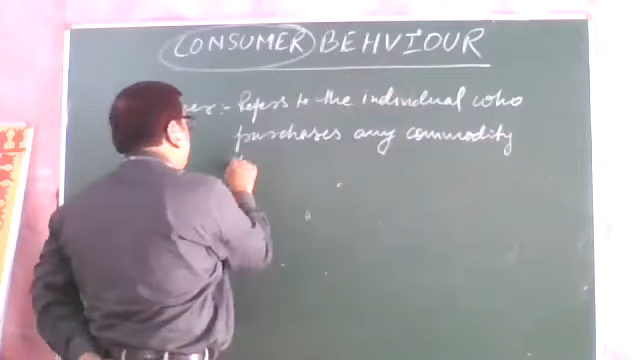 CONSUMER BEHVIOUR
:- Refers to the individual who
purchases any commodity